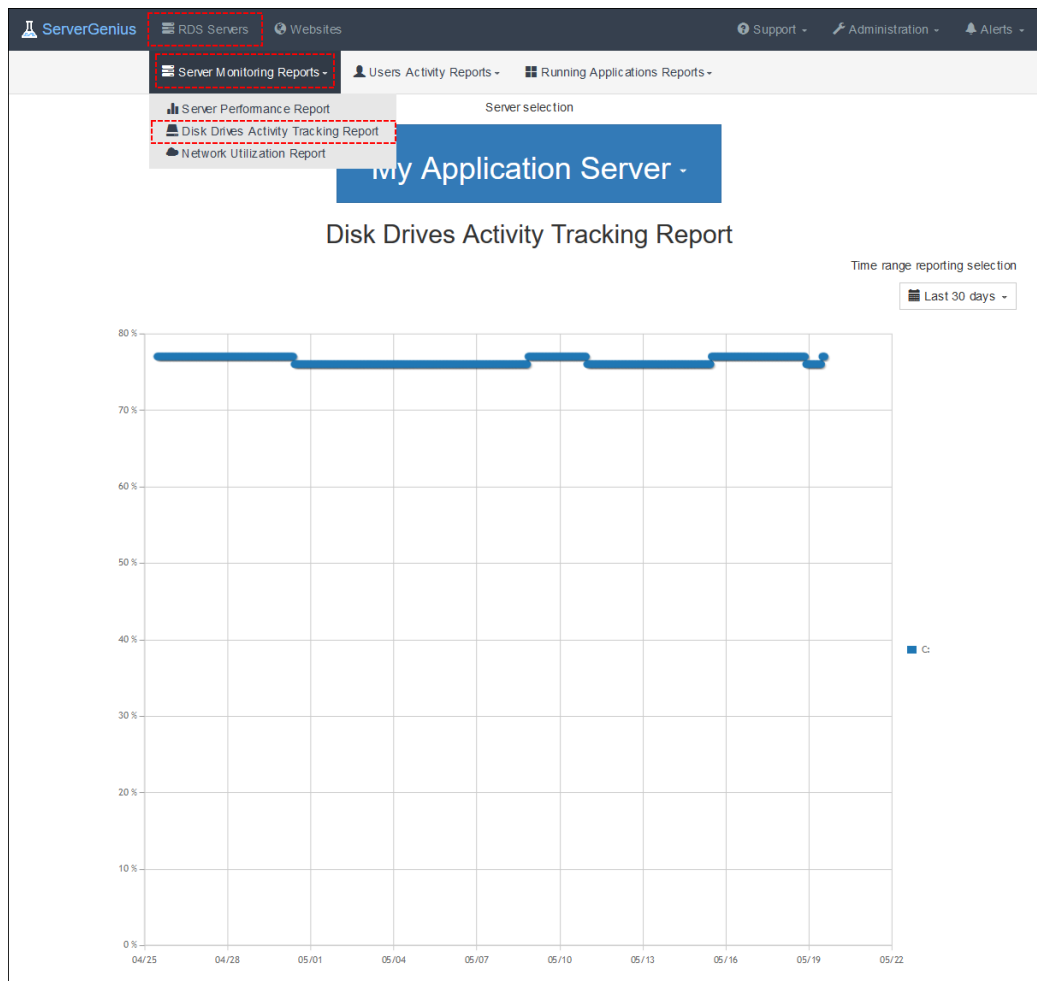 ServerGenius RDS Servers Websites Support Administration Alerts
Server Monitoring Reports Users Activity Reports Running Applications Reports
Server Performance Report
Disk Drives Activity Tracking Report
Network Utilization Report
Server selection
My Application Server
Disk Drives Activity Tracking Report
Time range reporting selection
Last 30 days
80 %
70 %
60 %
50 %
40 %
30 %
20 %
10 %
0 %
04/25 04/28 05/01 05/04 05/07 05/10 05/13 05/16 05/19 05/22
C: